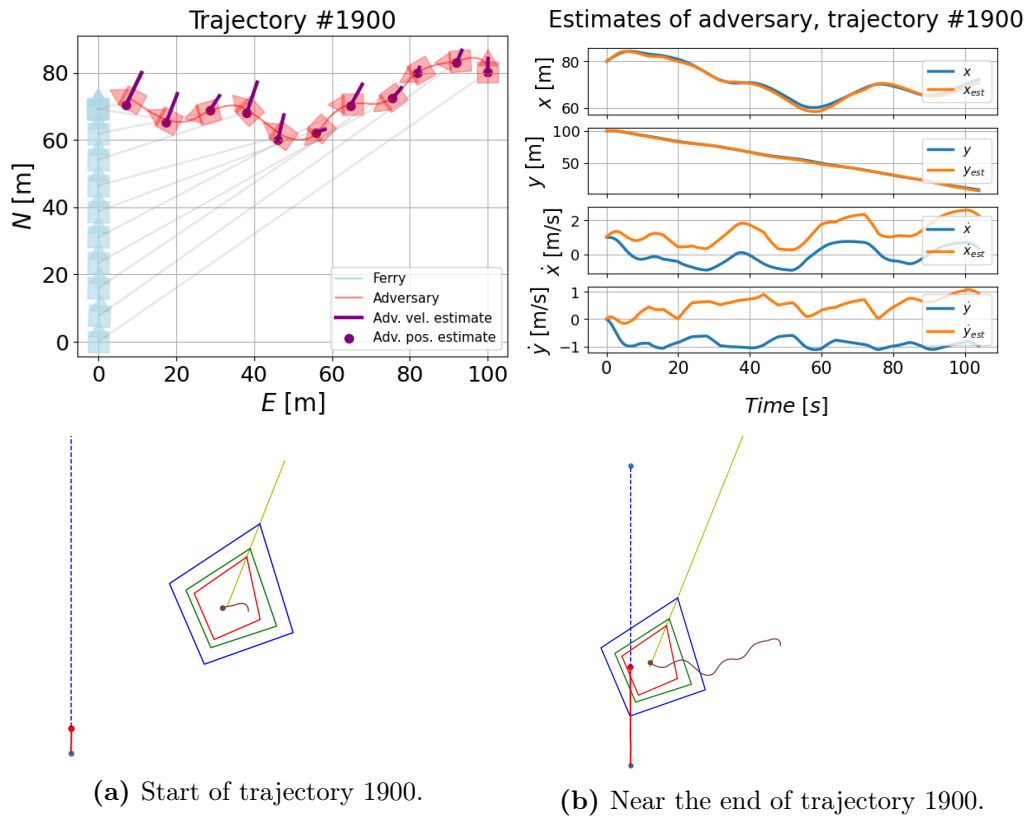 Trajectory #1900
N [m]
80
60
40
20
0
0 20 40 60 80 100
E [m]
Ferry
Adversary
Adv. vel. estimate
Adv. pos. estimate
Estimates of adversary, trajectory #1900
x [m]
80
60
x
x_est
y [m]
100
50
y
y_est
ẋ [m/s]
2
0
ẋ
ẋ_est
ẏ [m/s]
1
0
−1
ẏ
ẏ_est
0 20 40 60 80 100
Time [s]
(a) Start of trajectory 1900.
(b) Near the end of trajectory 1900.